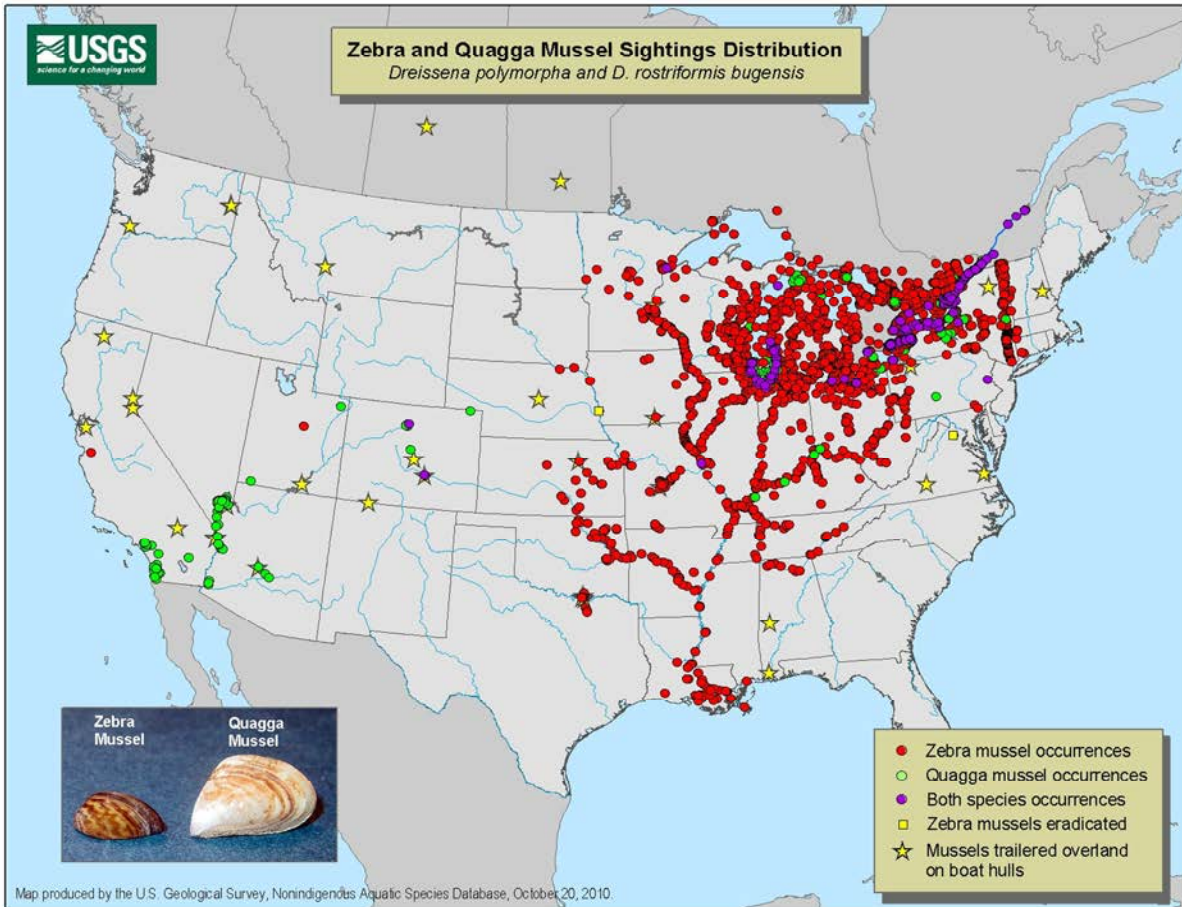 USGS
science for a changing world
Zebra and Quagga Mussel Sightings Distribution
Dreissena polymorpha and D. rostriformis bugensis
Zebra
Mussel
Quagga
Mussel
Zebra mussel occurrences
Quagga mussel occurrences
Both species occurrences
Zebra mussels eradicated
Mussels trailered overland
on boat hulls
Map produced by the U.S. Geological Survey, Nonindigenous Aquatic Species Database, October 20, 2010.